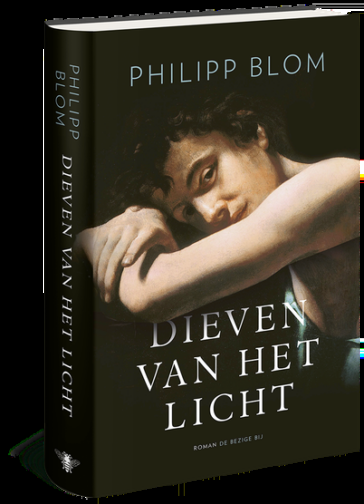 PHILIPP BLOM
DIEVEN
VAN HET
LICHT
ROMAN DE BEZIGE BIJ
PHILIPP
BLOM
DIEVEN VAN HET LICHT